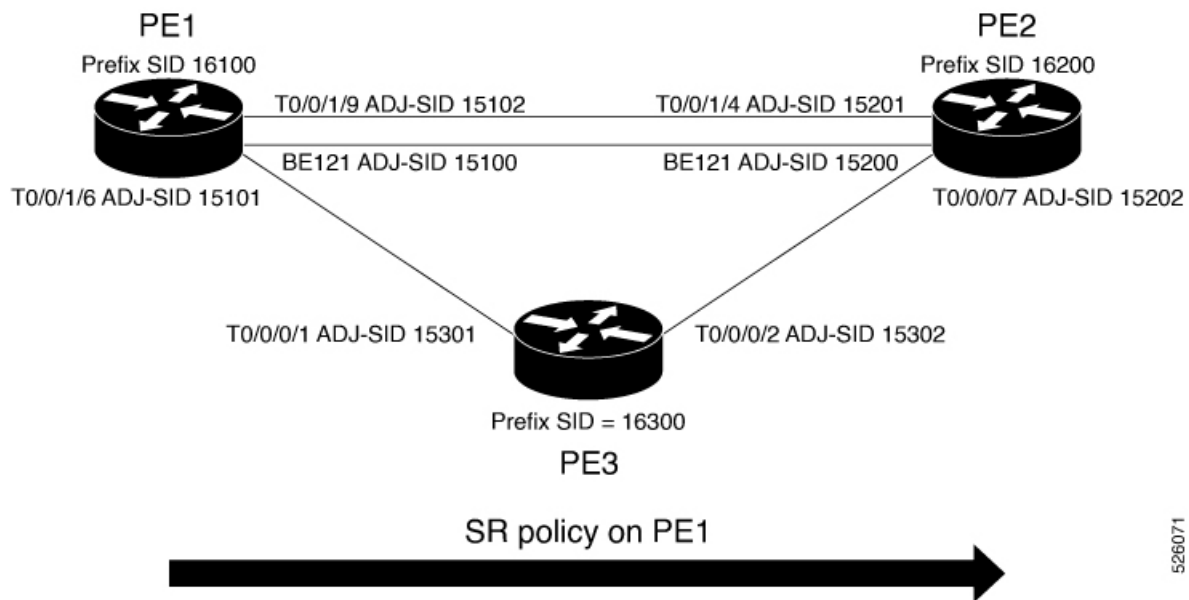 PE1
PE2
Prefix SID 16100
Prefix SID 16200
T0/0/1/9 ADJ-SID 15102
T0/0/1/4 ADJ-SID 15201
BE121 ADJ-SID 15100
BE121 ADJ-SID 15200
T0/0/1/6 ADJ-SID 15101
T0/0/0/7 ADJ-SID 15202
T0/0/0/1 ADJ-SID 15301
T0/0/0/2 ADJ-SID 15302
Prefix SID = 16300
PE3
SR policy on PE1
526071